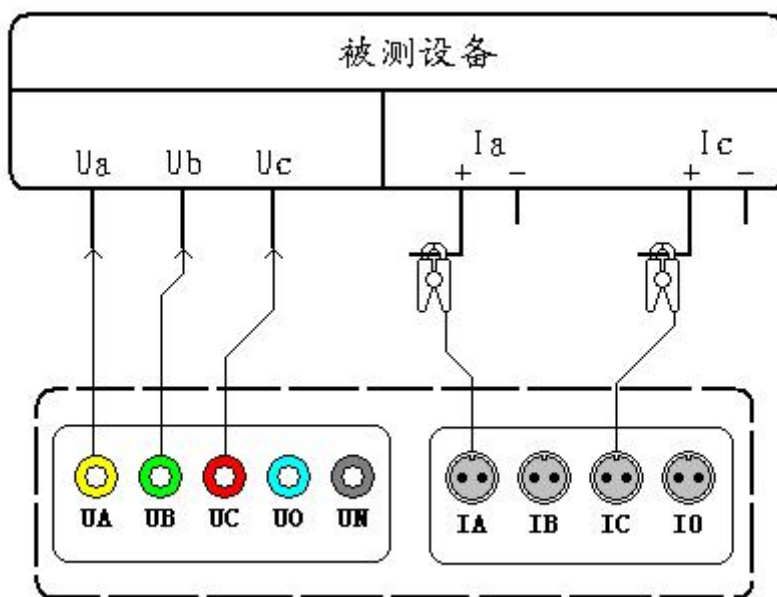 被测设备
Ua Ub Uc Ia Ic
+ − + −
UA UB UC UO UN IA IB IC IO